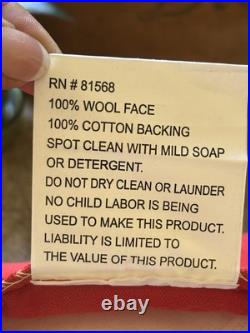 RN # 81568
100% WOOL FACE
100% COTTON BACKING
SPOT CLEAN WITH MILD SOAP
OR DETERGENT.
DO NOT DRY CLEAN OR LAUNDER
NO CHILD LABOR IS BEING
USED TO MAKE THIS PRODUCT.
LIABILITY IS LIMITED TO
THE VALUE OF THIS PRODUCT.